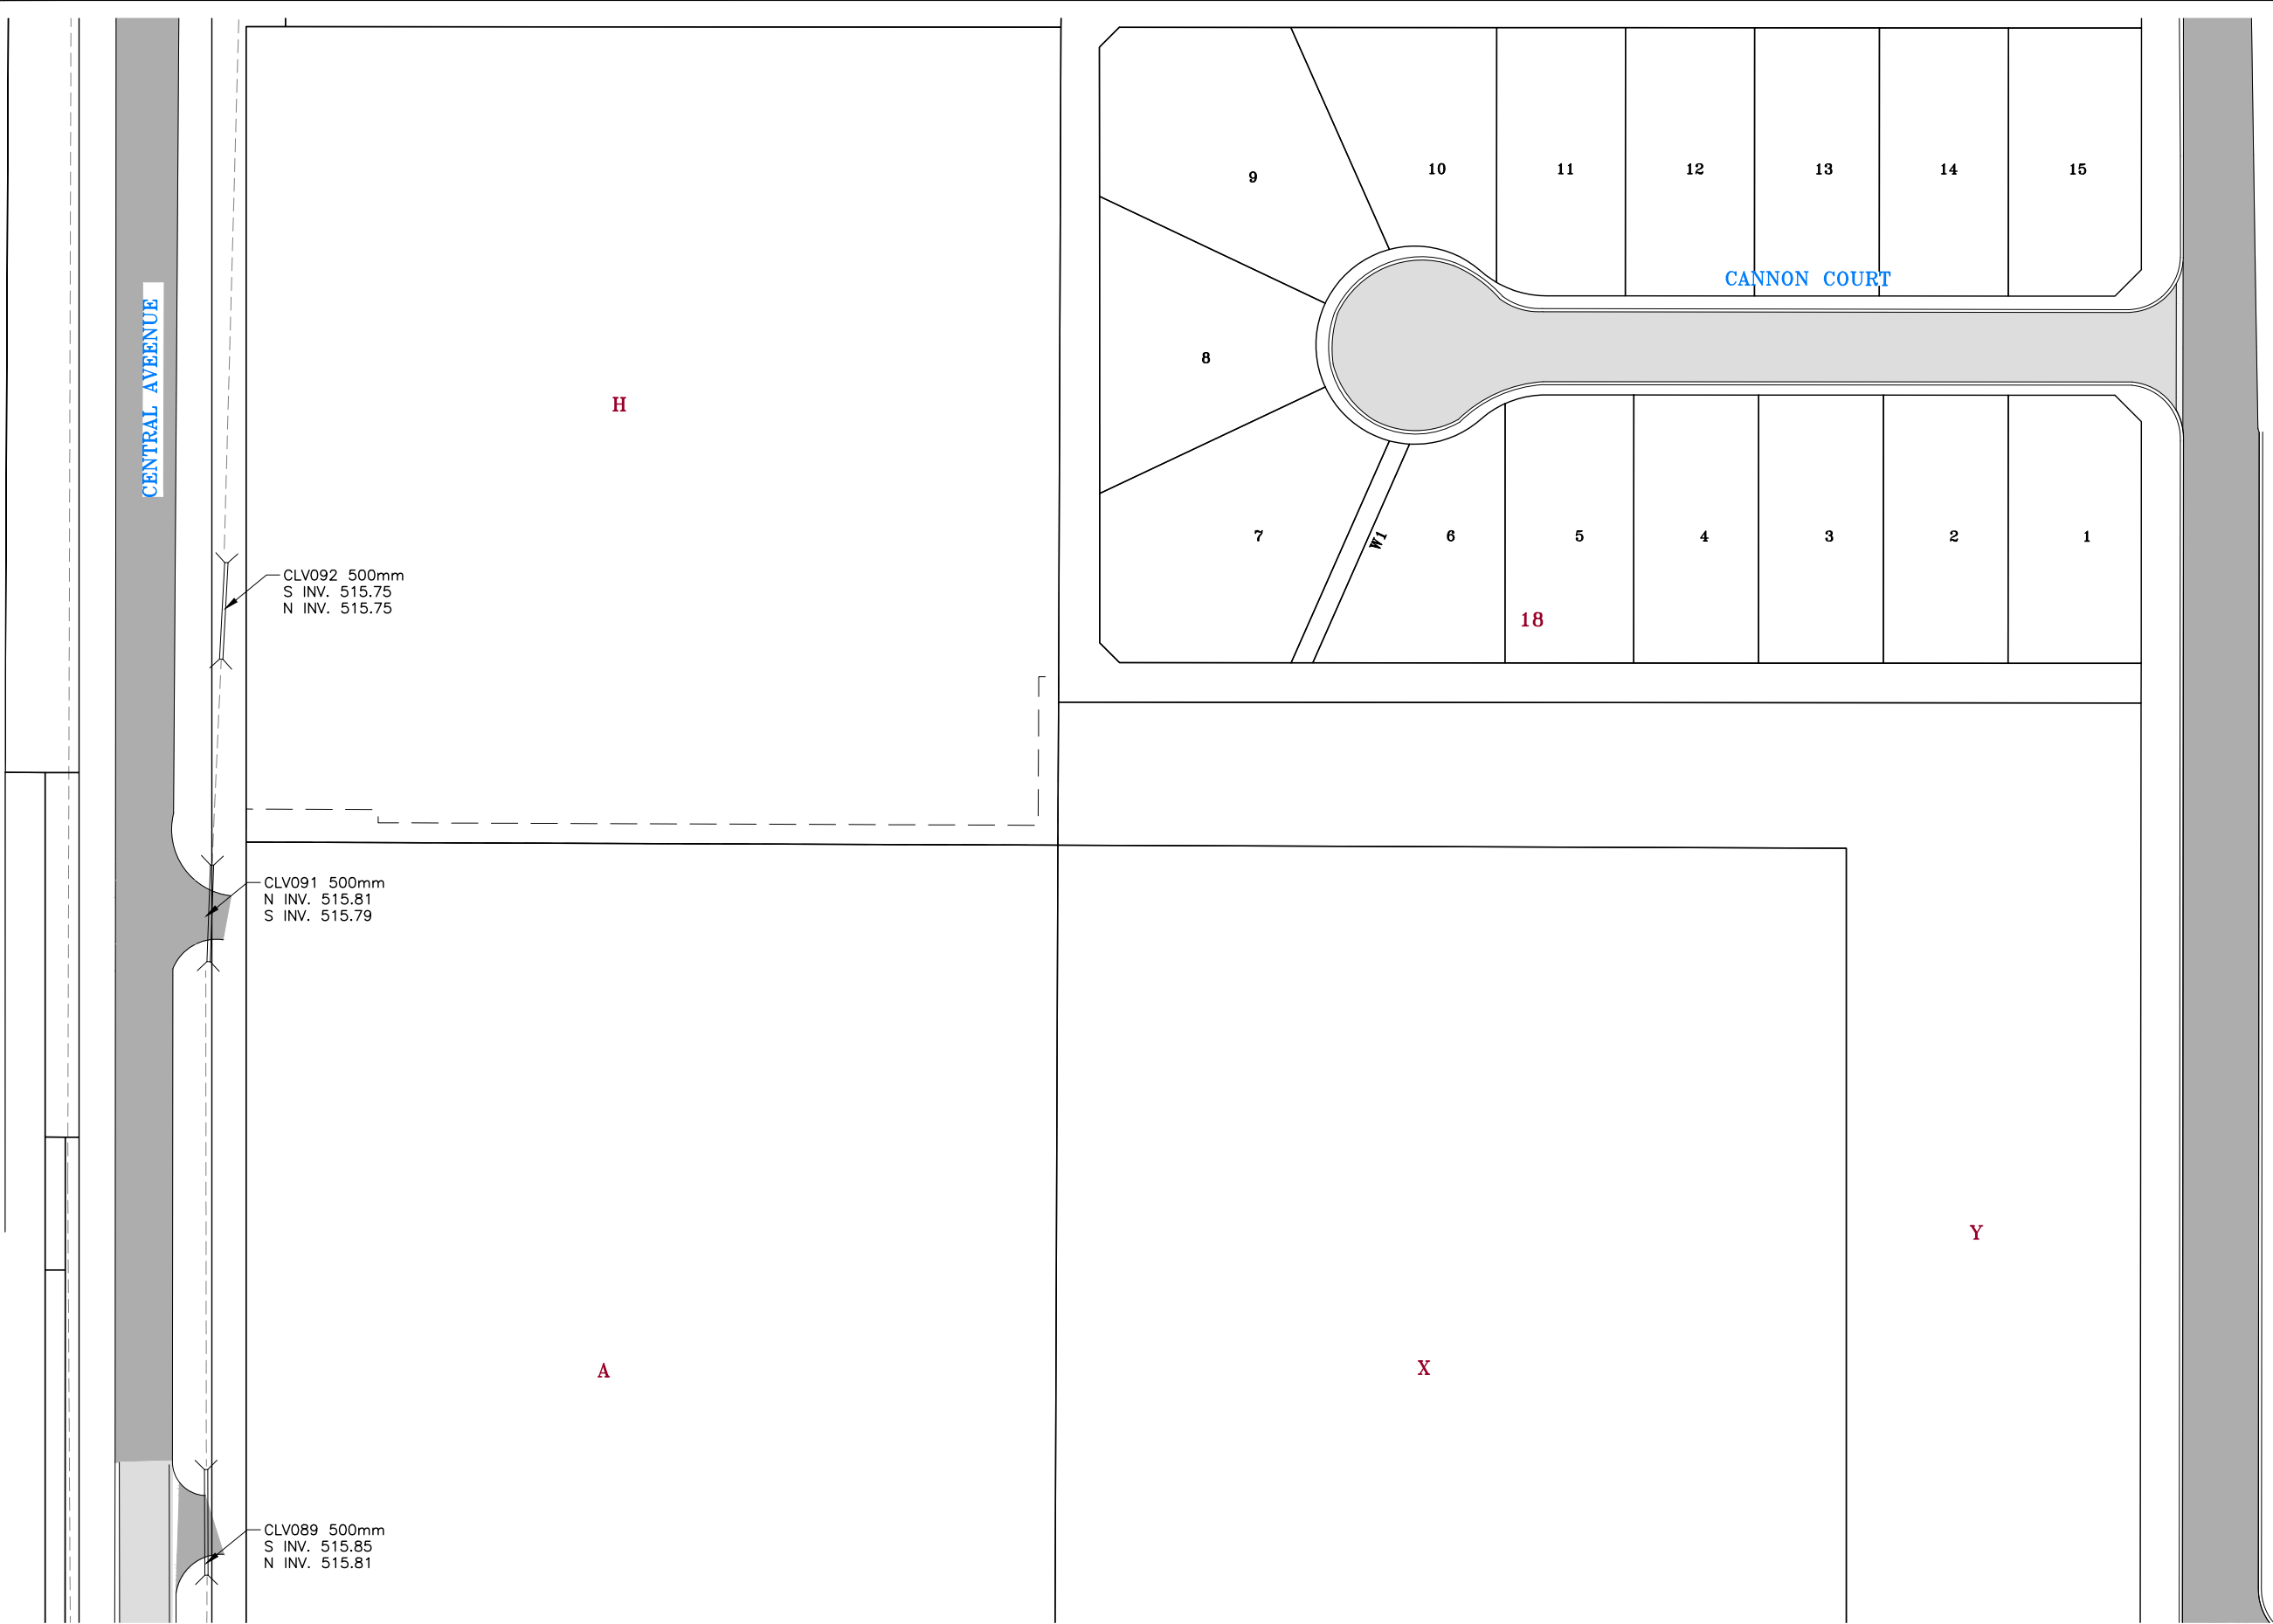 9
10
11
12
13
14
15
CANNON COURT
CENTRAL AVEENUE
8
H
7
W1
6
5
4
3
2
1
CLV092 500mm
S INV. 515.75
N INV. 515.75
18
CLV091 500mm
N INV. 515.81
S INV. 515.79
Y
A
X
CLV089 500mm
S INV. 515.85
N INV. 515.81